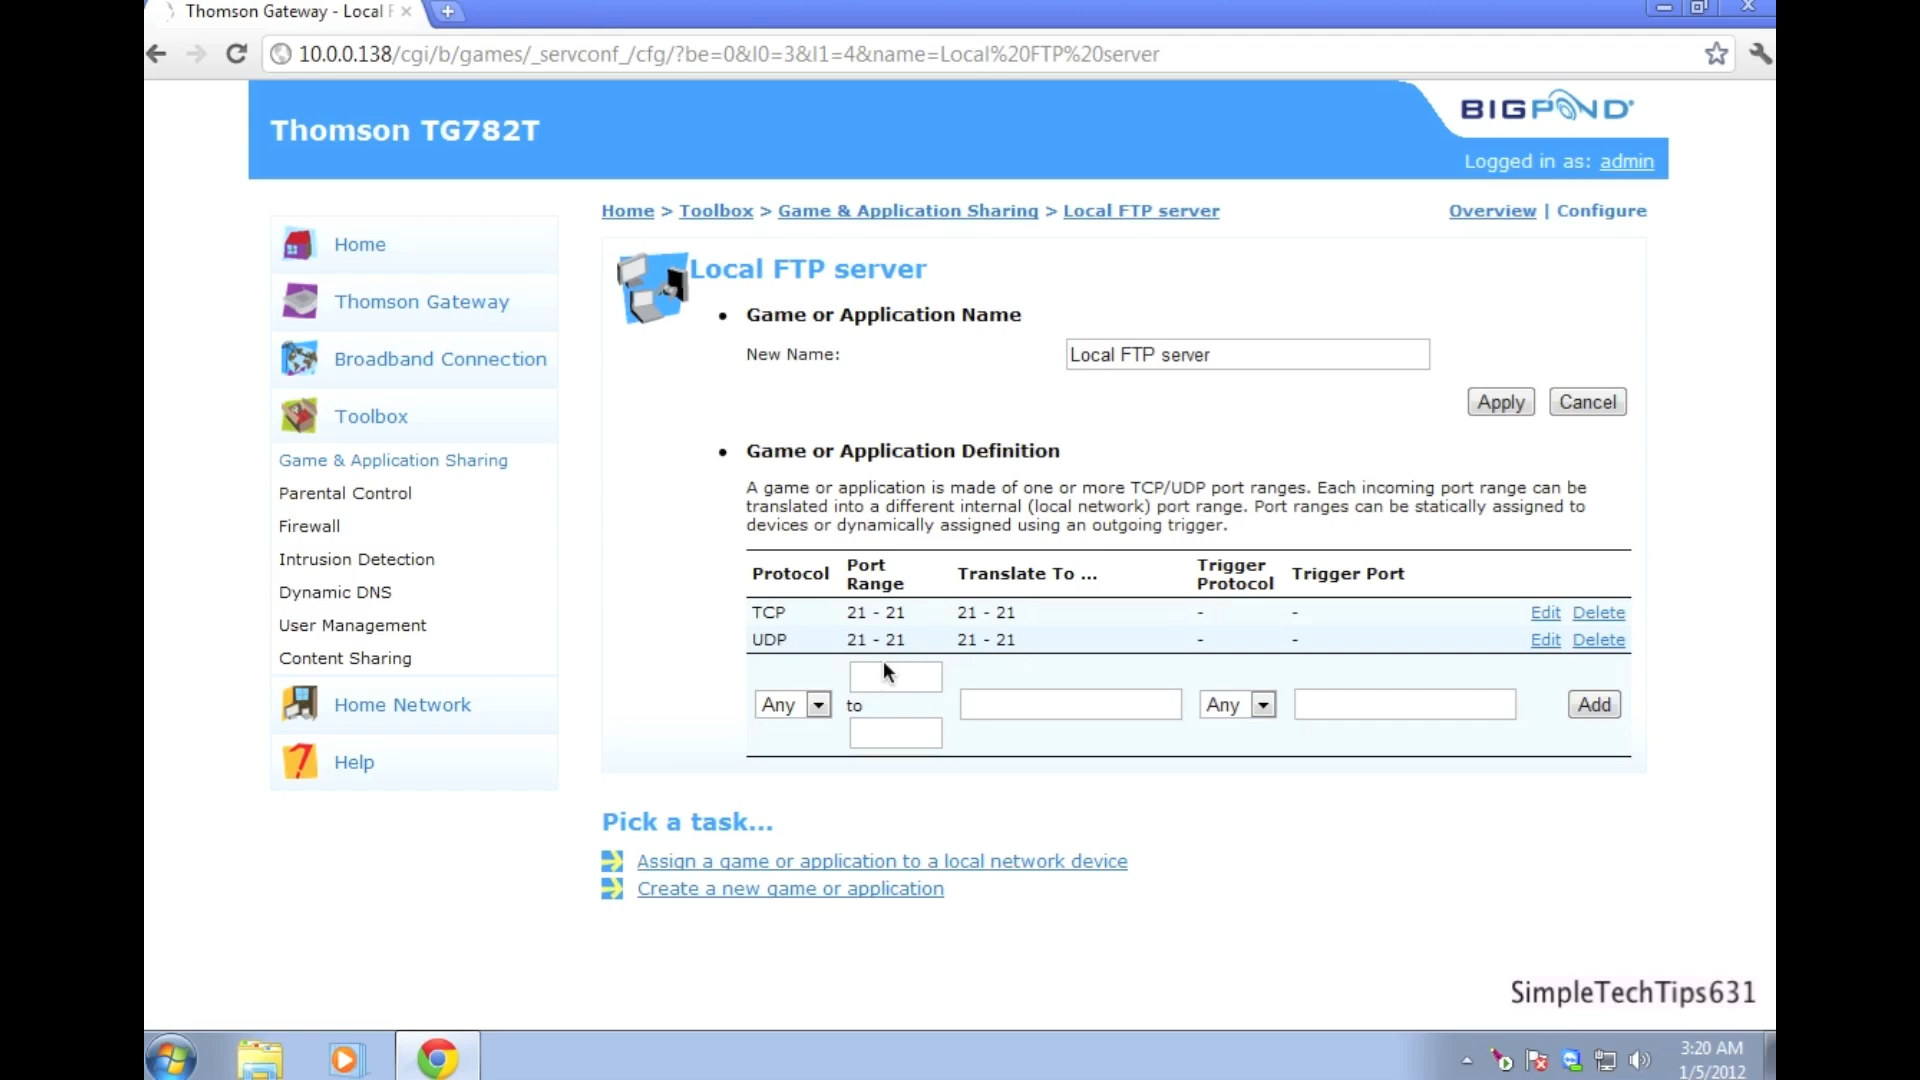 Thomson Gateway - Local F
10.0.0.138/cgi/b/games/_servconf_/cfg/?be=0&l0=3&l1=4&name=Local%20FTP%20server
Thomson TG782T
BIGPOND
Logged in as: admin
Home > Toolbox > Game & Application Sharing > Local FTP server
Overview | Configure
Home
Thomson Gateway
Broadband Connection
Toolbox
Game & Application Sharing
Parental Control
Firewall
Intrusion Detection
Dynamic DNS
User Management
Content Sharing
Home Network
Help
Local FTP server
Game or Application Name
New Name: Local FTP server
Apply Cancel
Game or Application Definition
A game or application is made of one or more TCP/UDP port ranges. Each incoming port range can be
translated into a different internal (local network) port range. Port ranges can be statically assigned to
devices or dynamically assigned using an outgoing trigger.
Protocol Port Range Translate To ... Trigger Protocol Trigger Port
TCP 21 - 21 21 - 21 - - Edit Delete
UDP 21 - 21 21 - 21 - - Edit Delete
Any to Any Add
Pick a task...
Assign a game or application to a local network device
Create a new game or application
SimpleTechTips631
3:20 AM
1/5/2012